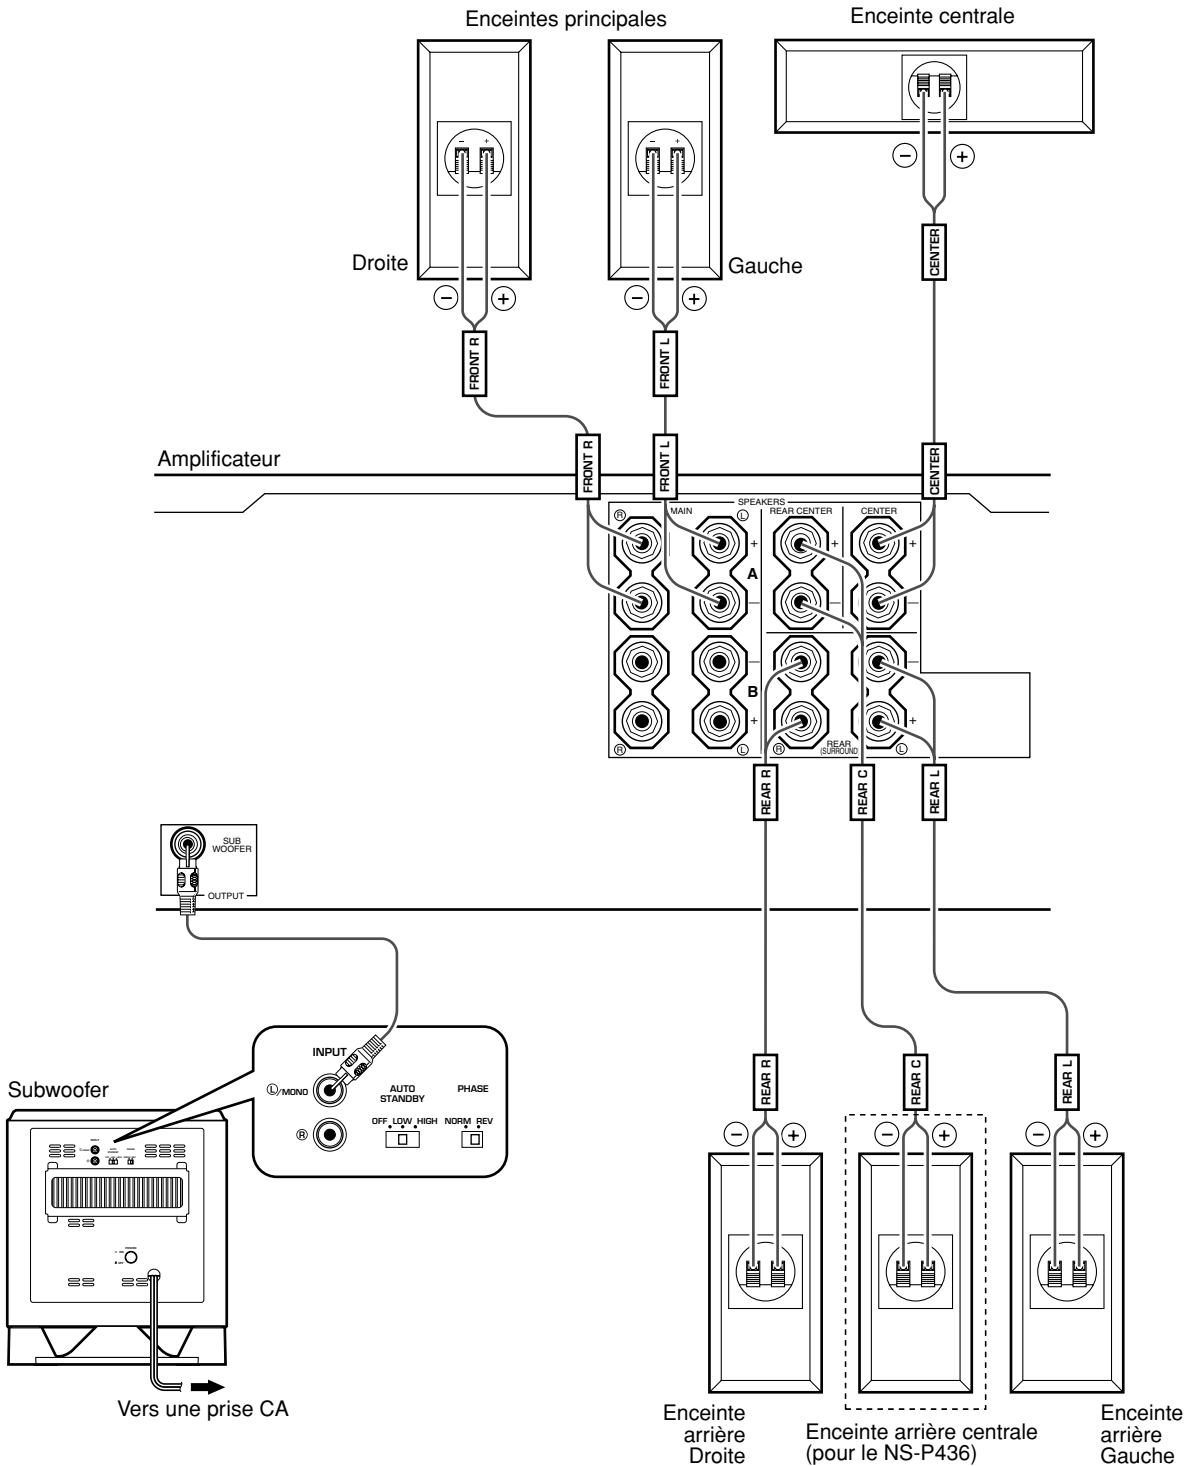 Enceintes principales
Enceinte centrale
− +
− +
− +
− +
− +
Droite
Gauche
− +
CENTER
FRONT R
FRONT L
Amplificateur
FRONT R
FRONT L
CENTER
SPEAKERS
R MAIN L
REAR CENTER
CENTER
+ + +
A
− − −
− −
B
+ +
R L
R REAR L
(SURROUND)
REAR R
REAR C
REAR L
SUB
WOOFER
OUTPUT
INPUT
L/MONO
R
AUTO
STANDBY
OFF LOW HIGH
PHASE
NORM REV
Subwoofer
REAR R
REAR C
REAR L
− +
− +
− +
Vers une prise CA
Enceinte
arrière
Droite
Enceinte arrière centrale
(pour le NS-P436)
Enceinte
arrière
Gauche